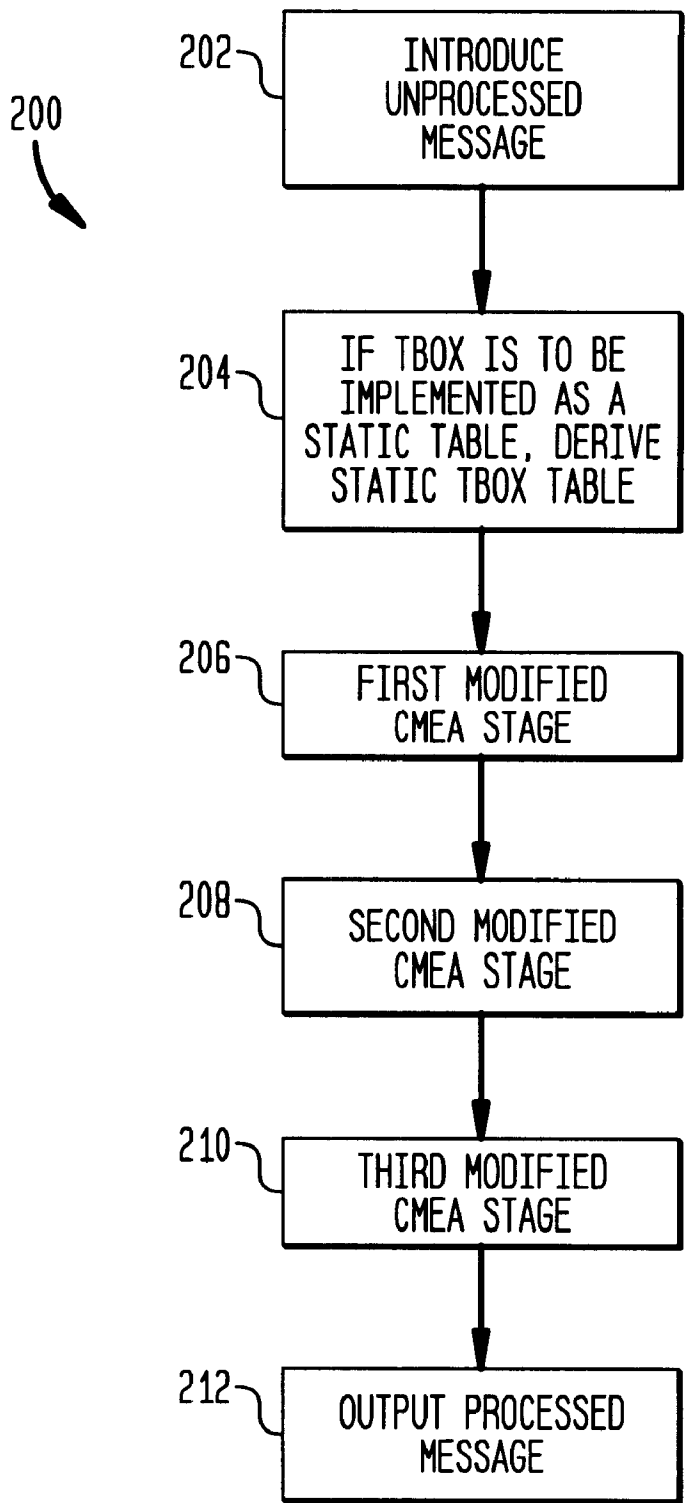 200
202
INTRODUCE
UNPROCESSED
MESSAGE
204
IF TBOX IS TO BE
IMPLEMENTED AS A
STATIC TABLE, DERIVE
STATIC TBOX TABLE
206
FIRST MODIFIED
CMEA STAGE
208
SECOND MODIFIED
CMEA STAGE
210
THIRD MODIFIED
CMEA STAGE
212
OUTPUT PROCESSED
MESSAGE